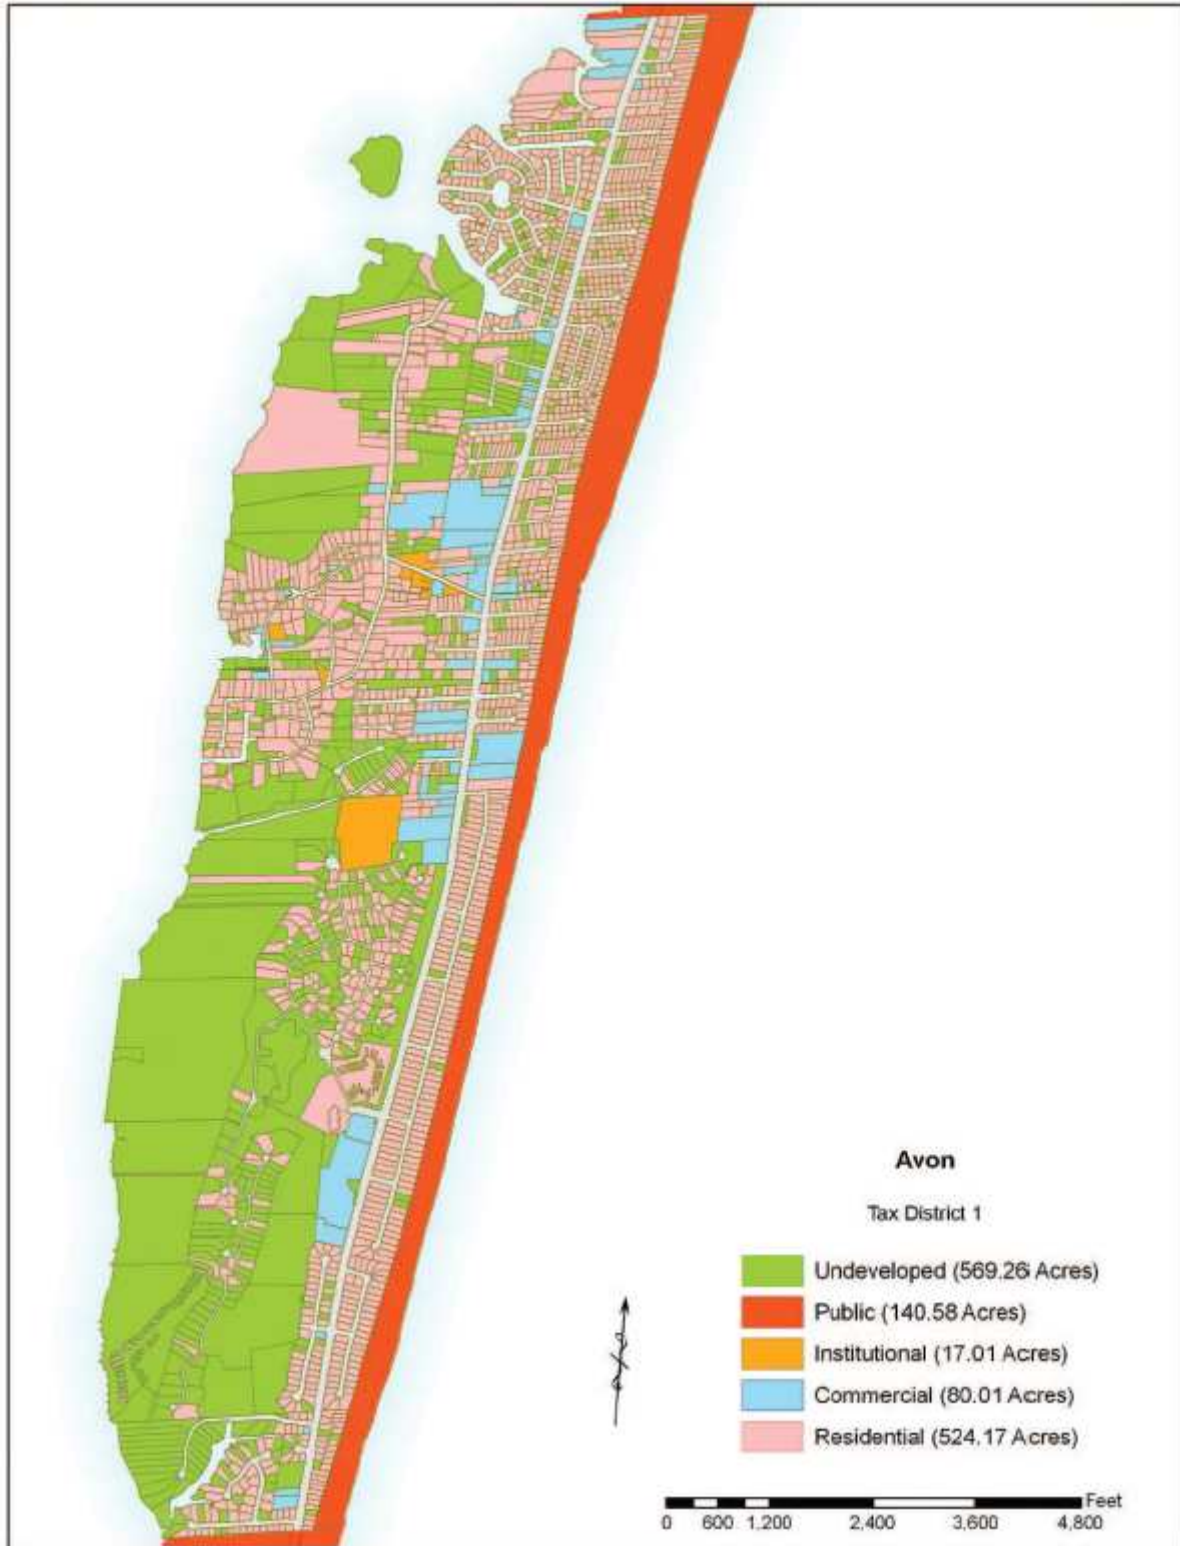 Avon
Tax District 1
Undeveloped (569.26 Acres)
Public (140.58 Acres)
Institutional (17.01 Acres)
Commercial (80.01 Acres)
Residential (524.17 Acres)
Feet
0 600 1,200 2,400 3,600 4,800